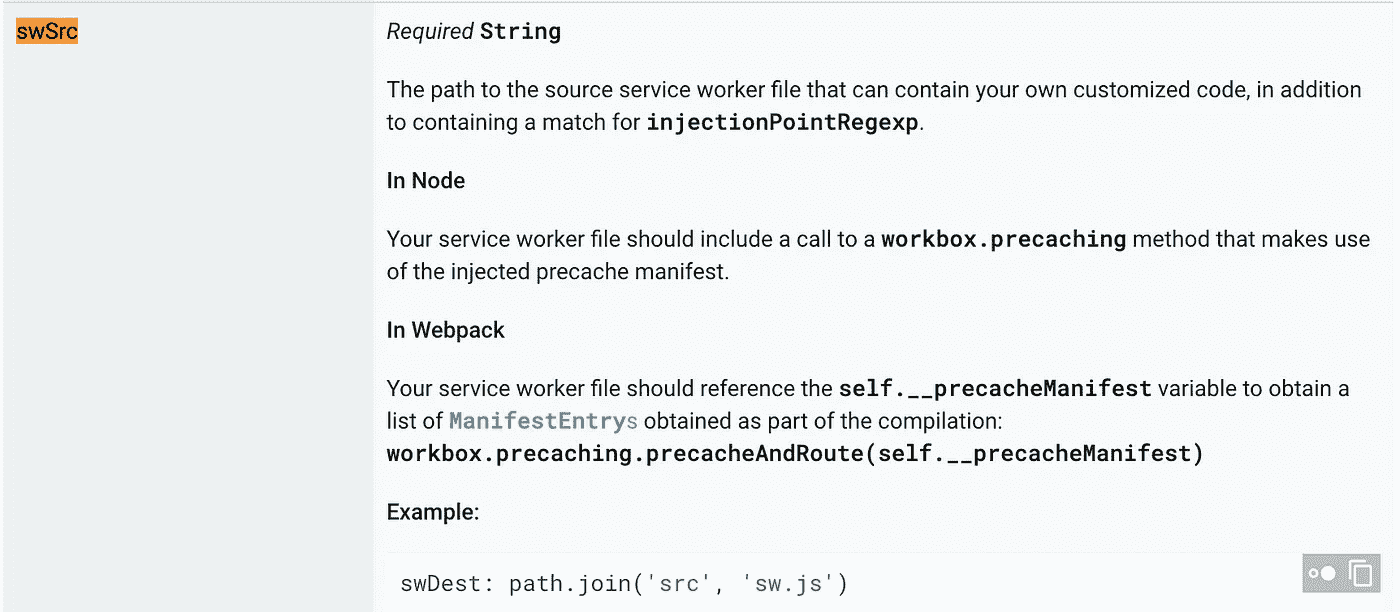 swSrc
Required String
The path to the source service worker file that can contain your own customized code, in addition
to containing a match for injectionPointRegexp.
In Node
Your service worker file should include a call to a workbox.precaching method that makes use
of the injected precache manifest.
In Webpack
Your service worker file should reference the self.__precacheManifest variable to obtain a
list of ManifestEntrys obtained as part of the compilation:
workbox.precaching.precacheAndRoute(self.__precacheManifest)
Example:
swDest: path.join('src', 'sw.js')